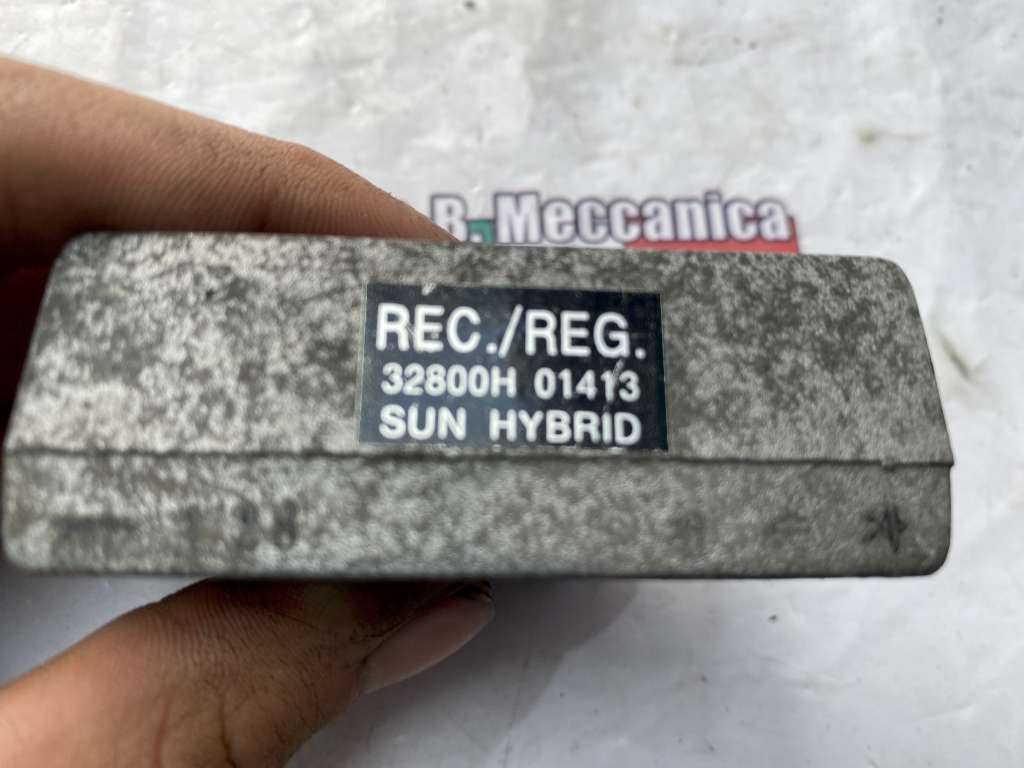 B. Meccanica
REC./REG.
32800H 01413
SUN HYBRID